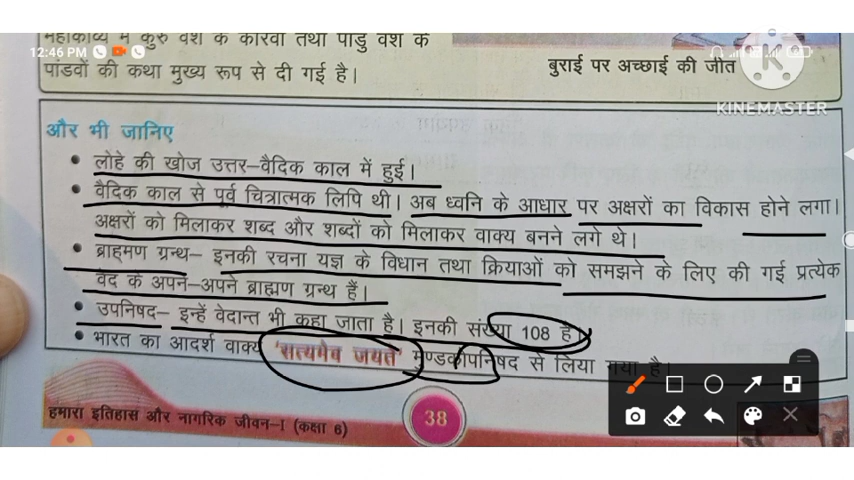 महाकाव्य में कुरु वंश के कौरवों तथा पांडु वंश के
12:46 PM
पांडवों की कथा मुख्य रूप से दी गई है।
बुराई पर अच्छाई की जीत
KINEMASTER
और भी जानिए
• लोहे की खोज उत्तर-वैदिक काल में हुई।
• वैदिक काल से पूर्व चित्रात्मक लिपि थी। अब ध्वनि के आधार पर अक्षरों का विकास होने लगा।
अक्षरों को मिलाकर शब्द और शब्दों को मिलाकर वाक्य बनने लगे थे।
• ब्राह्मण ग्रन्थ- इनकी रचना यज्ञ के विधान तथा क्रियाओं को समझने के लिए की गई प्रत्येक
वेद के अपने-अपने ब्राह्मण ग्रन्थ हैं।
• उपनिषद- इन्हें वेदान्त भी कहा जाता है। इनकी संख्या 108 है।
• भारत का आदर्श वाक्य 'सत्यमेव जयते' मुण्डकोपनिषद से लिया गया है।
हमारा इतिहास और नागरिक जीवन-I (कक्षा 6)
38